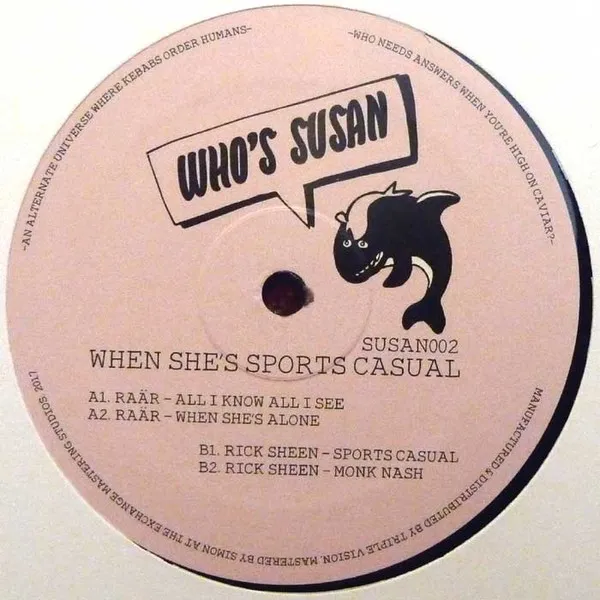 -AN ALTERNATE UNIVERSE WHERE KEBABS ORDER HUMANS-
-WHO NEEDS ANSWERS WHEN YOU'RE HIGH ON CAVIAR?-
WHO'S SUSAN
SUSAN002
WHEN SHE'S SPORTS CASUAL
A1. RAÄR - ALL I KNOW ALL I SEE
A2. RAÄR - WHEN SHE'S ALONE
B1. RICK SHEEN - SPORTS CASUAL
B2. RICK SHEEN - MONK NASH
MANUFACTURED & DISTRIBUTED BY TRIPLE VISION. MASTERED BY SIMON AT THE EXCHANGE MASTERING STUDIOS. 2017